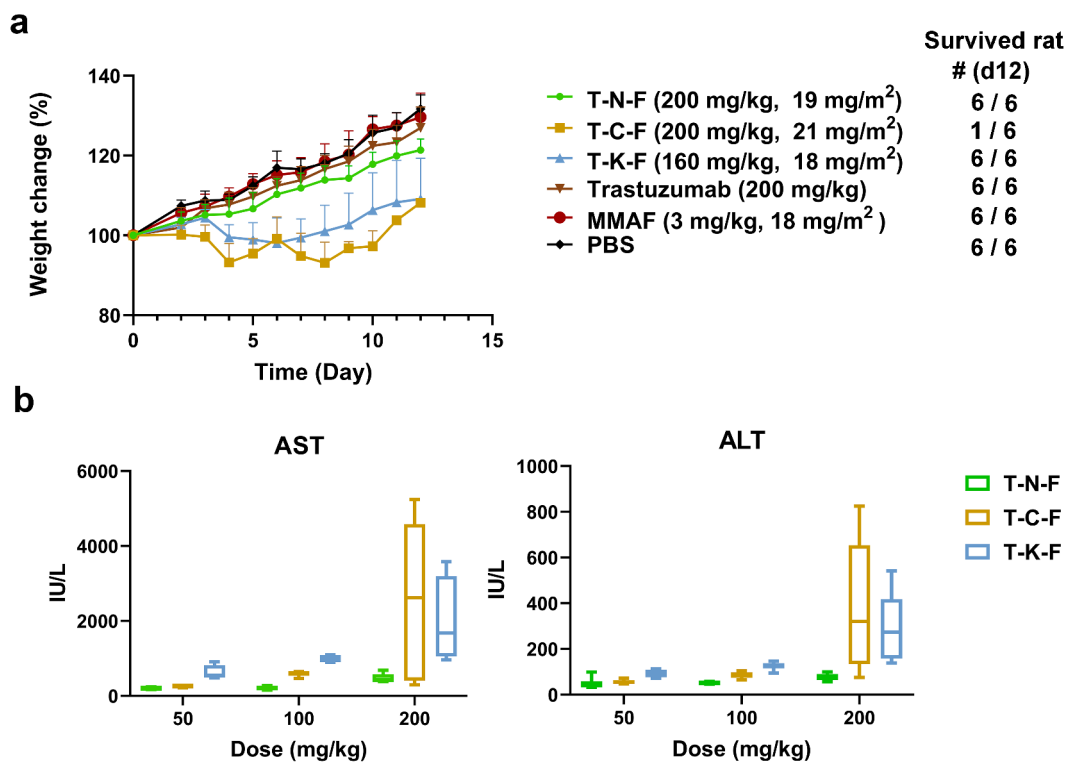 a
Survived rat
# (d12)
Weight change (%)
140
120
100
80
0
5
10
15
Time (Day)
T-N-F (200 mg/kg, 19 mg/m²) 6 / 6
T-C-F (200 mg/kg, 21 mg/m²) 1 / 6
T-K-F (160 mg/kg, 18 mg/m²) 6 / 6
Trastuzumab (200 mg/kg) 6 / 6
MMAF (3 mg/kg, 18 mg/m²) 6 / 6
PBS 6 / 6
b
AST
IU/L
6000
4000
2000
0
50
100
200
Dose (mg/kg)
ALT
IU/L
1000
800
600
400
200
0
50
100
200
Dose (mg/kg)
T-N-F
T-C-F
T-K-F